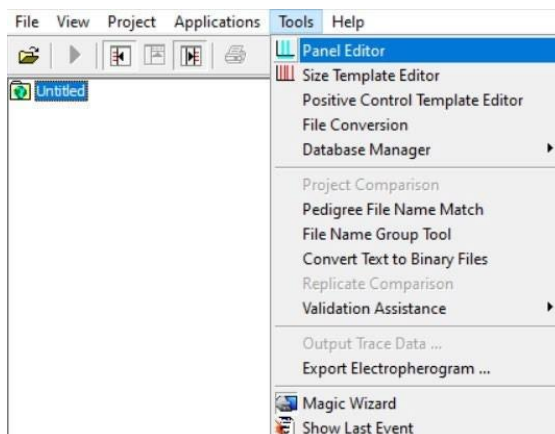 File View Project Applications Tools Help
Untitled
Panel Editor
Size Template Editor
Positive Control Template Editor
File Conversion
Database Manager
Project Comparison
Pedigree File Name Match
File Name Group Tool
Convert Text to Binary Files
Replicate Comparison
Validation Assistance
Output Trace Data ...
Export Electropherogram ...
Magic Wizard
Show Last Event